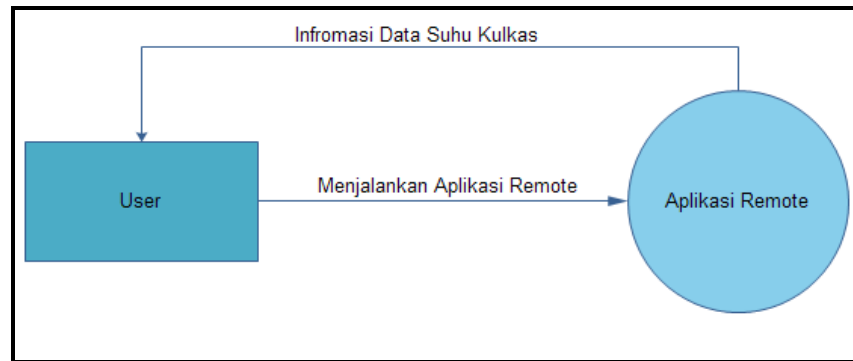 Infromasi Data Suhu Kulkas
User
Menjalankan Aplikasi Remote
Aplikasi Remote